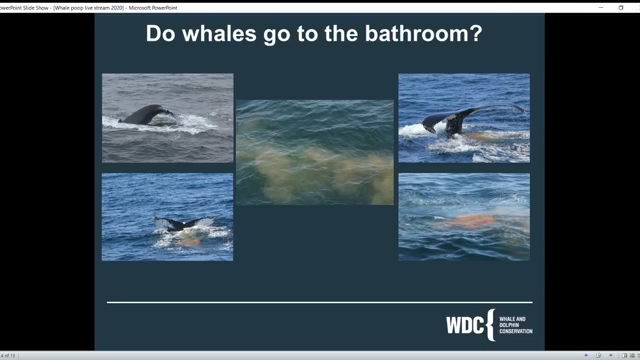 PowerPoint Slide Show - [Whale poop live stream 2020] - Microsoft PowerPoint
Do whales go to the bathroom?
WDC
WHALE AND
DOLPHIN
CONSERVATION